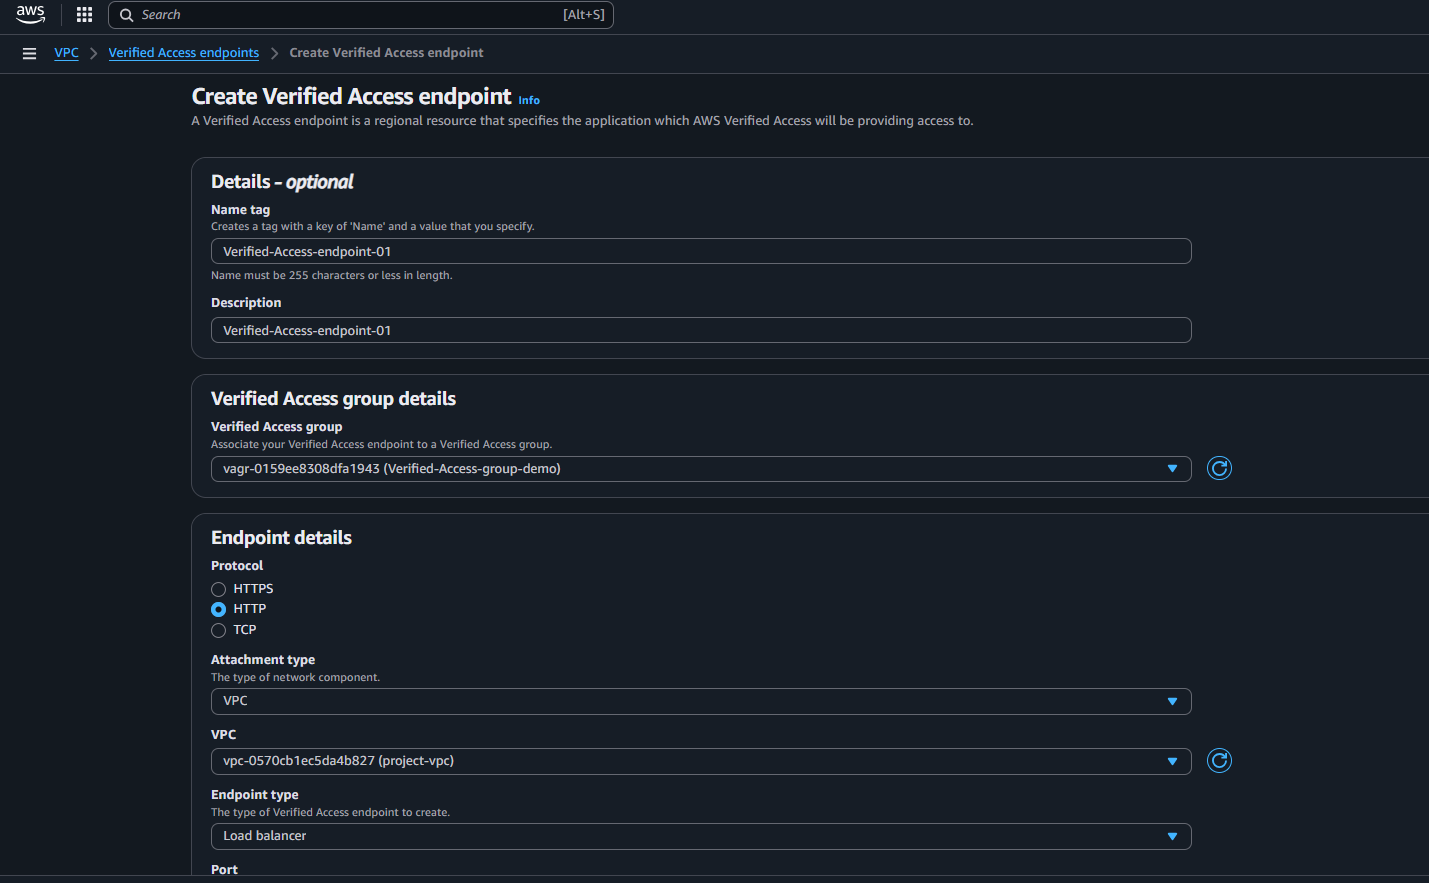 aws
Search [Alt+S]
VPC > Verified Access endpoints > Create Verified Access endpoint
Create Verified Access endpoint Info
A Verified Access endpoint is a regional resource that specifies the application which AWS Verified Access will be providing access to.
Details – optional
Name tag
Creates a tag with a key of 'Name' and a value that you specify.
Verified-Access-endpoint-01
Name must be 255 characters or less in length.
Description
Verified-Access-endpoint-01
Verified Access group details
Verified Access group
Associate your Verified Access endpoint to a Verified Access group.
vagr-0159ee8308dfa1943 (Verified-Access-group-demo)
Endpoint details
Protocol
HTTPS
HTTP
TCP
Attachment type
The type of network component.
VPC
VPC
vpc-0570cb1ec5da4b827 (project-vpc)
Endpoint type
The type of Verified Access endpoint to create.
Load balancer
Port